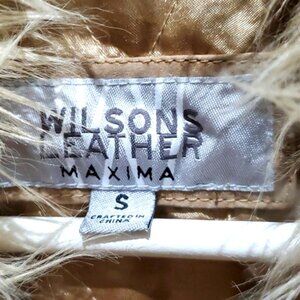 WILSONS
LEATHER
MAXIMA
S
CRAFTED IN
CHINA